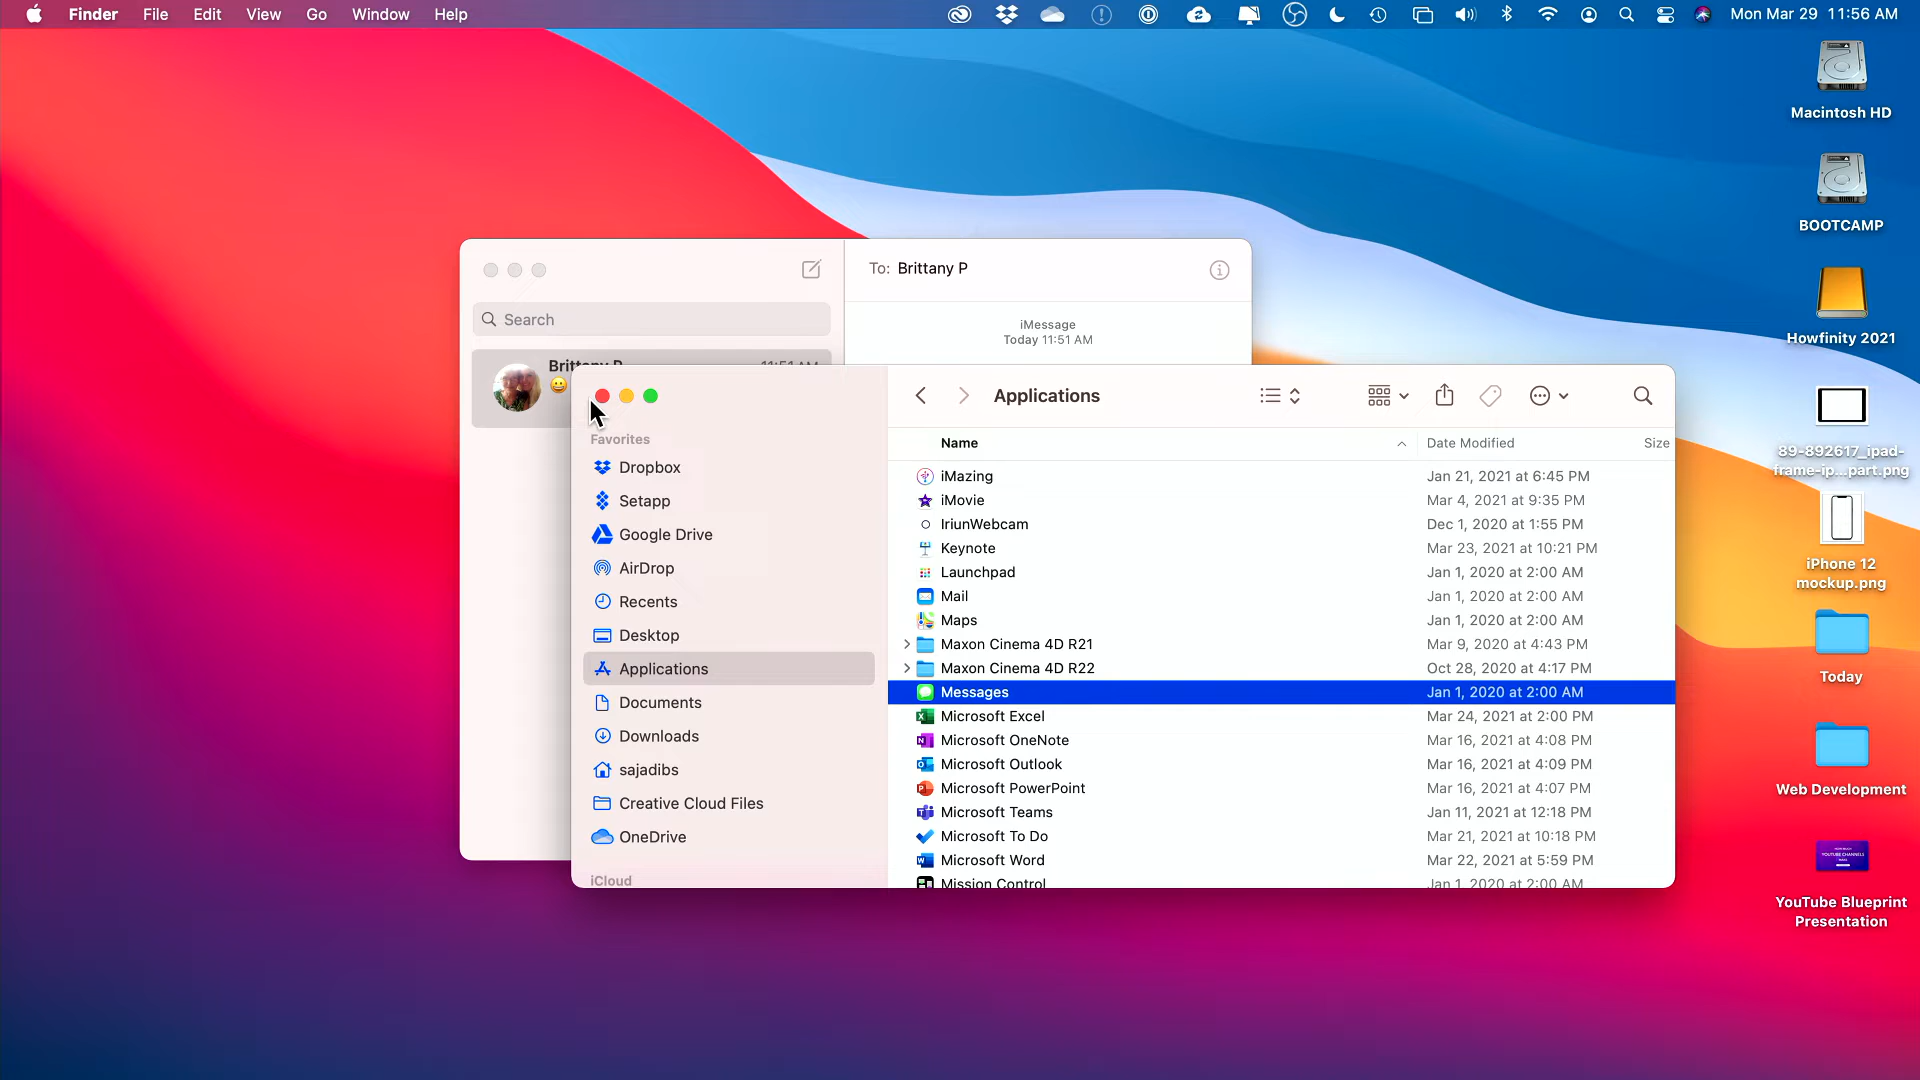 Finder File Edit View Go Window Help Mon Mar 29 11:56 AM
Macintosh HD
BOOTCAMP
Howfinity 2021
89-892617_ipad-
frame-ip...part.png
iPhone 12
mockup.png
Today
Web Development
YouTube Blueprint
Presentation
To: Brittany P
Search
iMessage
Today 11:51 AM
Brittany P 11:51 AM
Applications
Favorites
Dropbox
Setapp
Google Drive
AirDrop
Recents
Desktop
Applications
Documents
Downloads
sajadibs
Creative Cloud Files
OneDrive
iCloud
Name Date Modified Size
iMazing Jan 21, 2021 at 6:45 PM
iMovie Mar 4, 2021 at 9:35 PM
IriunWebcam Dec 1, 2020 at 1:55 PM
Keynote Mar 23, 2021 at 10:21 PM
Launchpad Jan 1, 2020 at 2:00 AM
Mail Jan 1, 2020 at 2:00 AM
Maps Jan 1, 2020 at 2:00 AM
Maxon Cinema 4D R21 Mar 9, 2020 at 4:43 PM
Maxon Cinema 4D R22 Oct 28, 2020 at 4:17 PM
Messages Jan 1, 2020 at 2:00 AM
Microsoft Excel Mar 24, 2021 at 2:00 PM
Microsoft OneNote Mar 16, 2021 at 4:08 PM
Microsoft Outlook Mar 16, 2021 at 4:09 PM
Microsoft PowerPoint Mar 16, 2021 at 4:07 PM
Microsoft Teams Jan 11, 2021 at 12:18 PM
Microsoft To Do Mar 21, 2021 at 10:18 PM
Microsoft Word Mar 22, 2021 at 5:59 PM
Mission Control Jan 1, 2020 at 2:00 AM